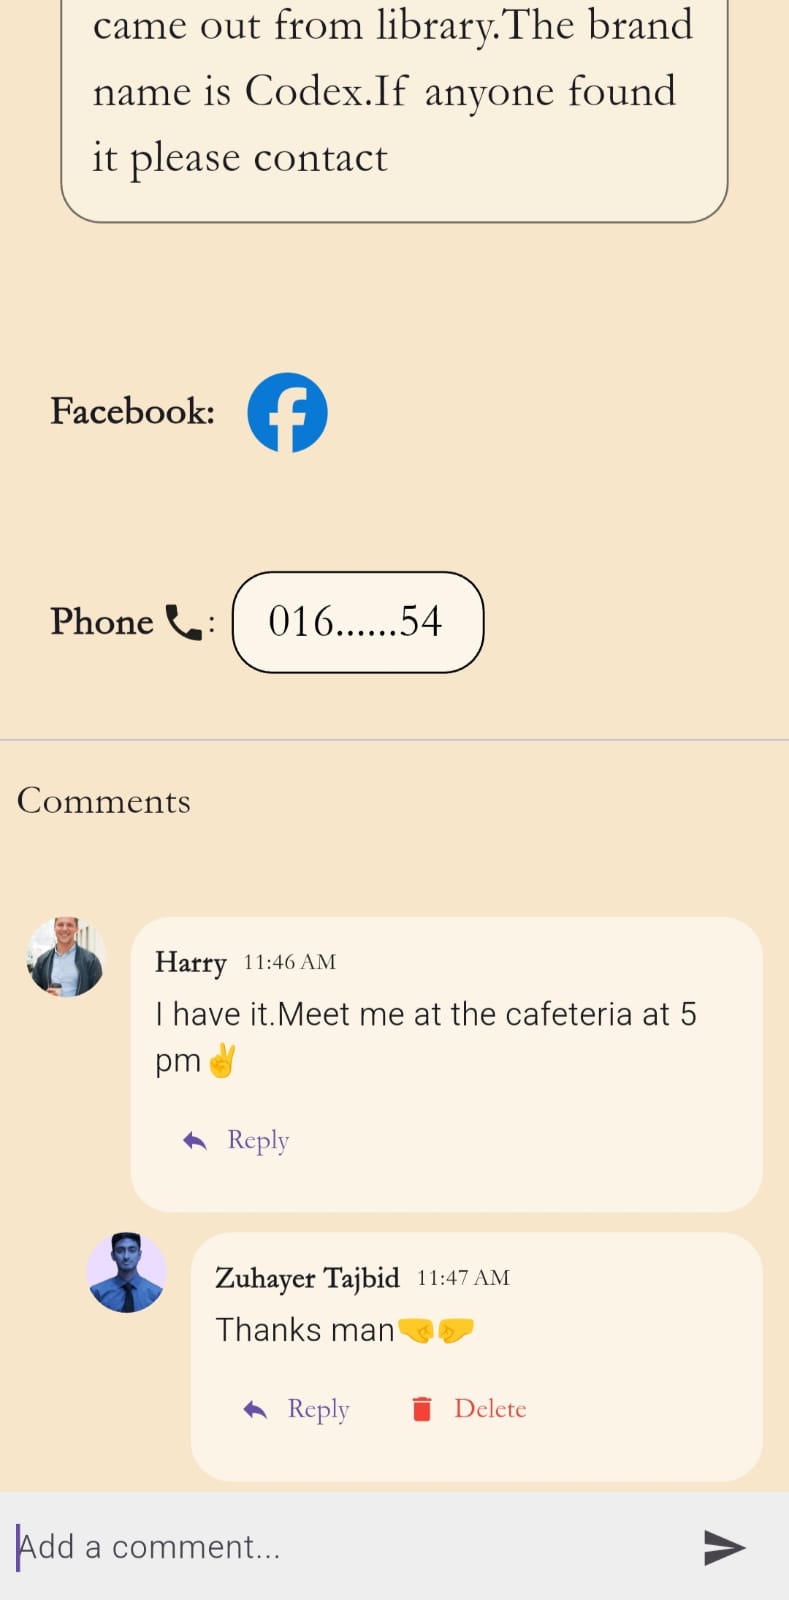 came out from library.The brand
name is Codex.If anyone found
it please contact
Facebook:
Phone :
016......54
Comments
Harry 11:46 AM
I have it.Meet me at the cafeteria at 5
pm✌️
Reply
Zuhayer Tajbid 11:47 AM
Thanks man🤜🤛
Reply Delete
Add a comment...